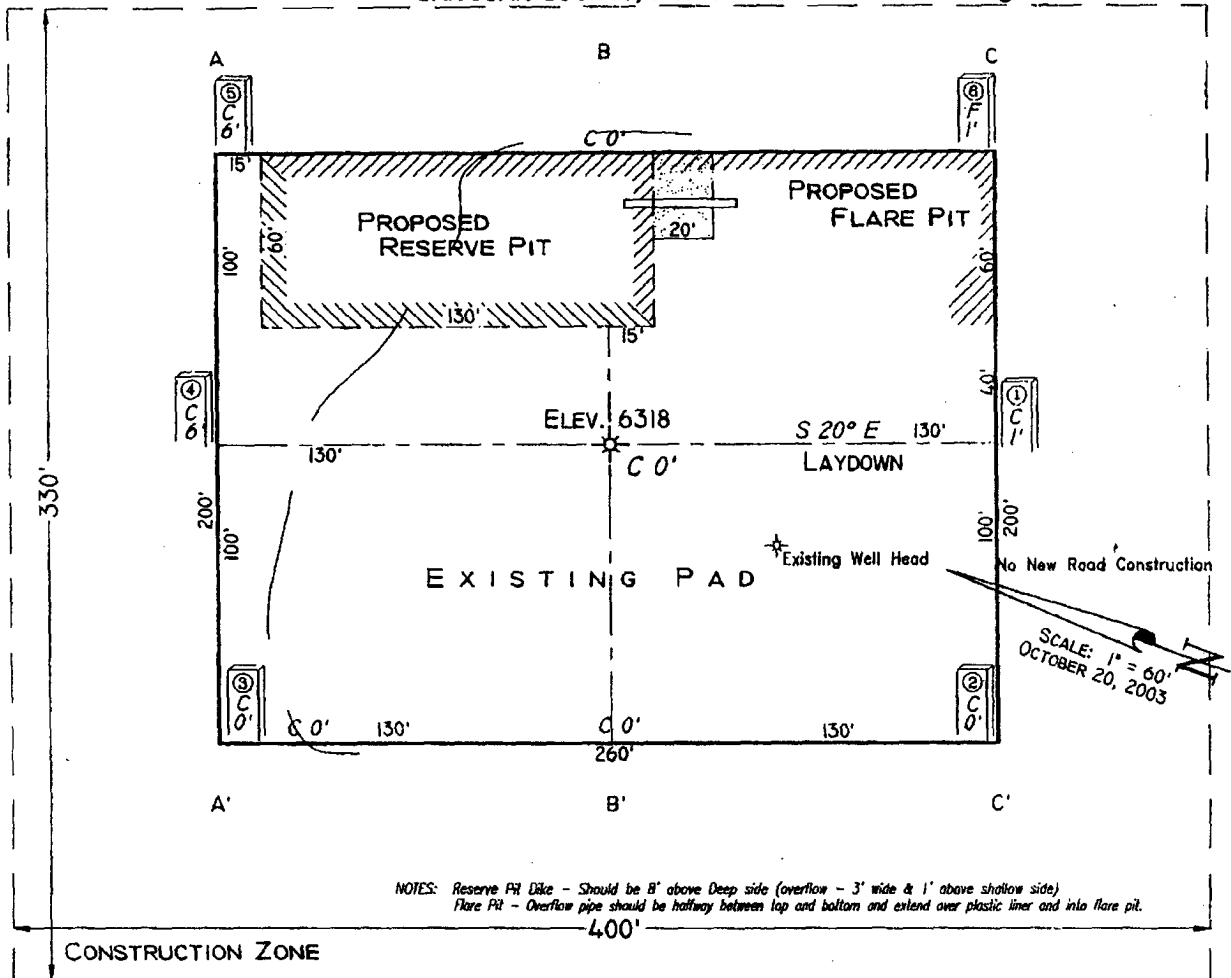 A B C
⑤
C
6'
⑥
F
1'
C 0'
15'
PROPOSED
RESERVE PIT
PROPOSED
FLARE PIT
20'
60'
100'
60'
130'
15'
40'
④
C
6'
①
C
1'
ELEV. 6318
S 20° E 130'
130'
C 0'
LAYDOWN
330'
200'
100'
100'
200'
Existing Well Head
No New Road Construction
EXISTING PAD
N
SCALE: 1" = 60'
OCTOBER 20, 2003
③
C
0'
②
C
0'
C 0' 130' C 0' 130'
260'
A' B' C'
NOTES: Reserve Pit Dike - Should be 8' above Deep side (overflow - 3' wide & 1' above shallow side)
Flare Pit - Overflow pipe should be halfway between top and bottom and extend over plastic liner and into flare pit.
400'
CONSTRUCTION ZONE